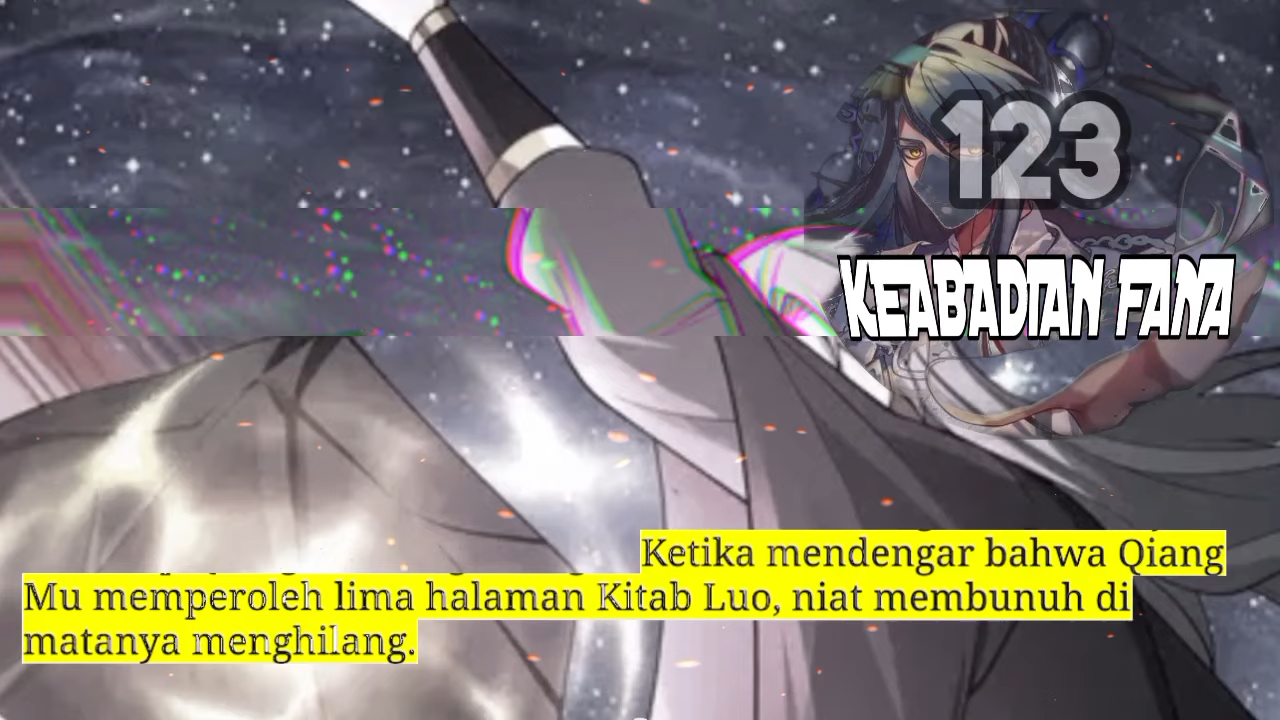 123
KEABADIAN FANA
Ketika mendengar bahwa Qiang
Mu memperoleh lima halaman Kitab Luo, niat membunuh di
matanya menghilang.